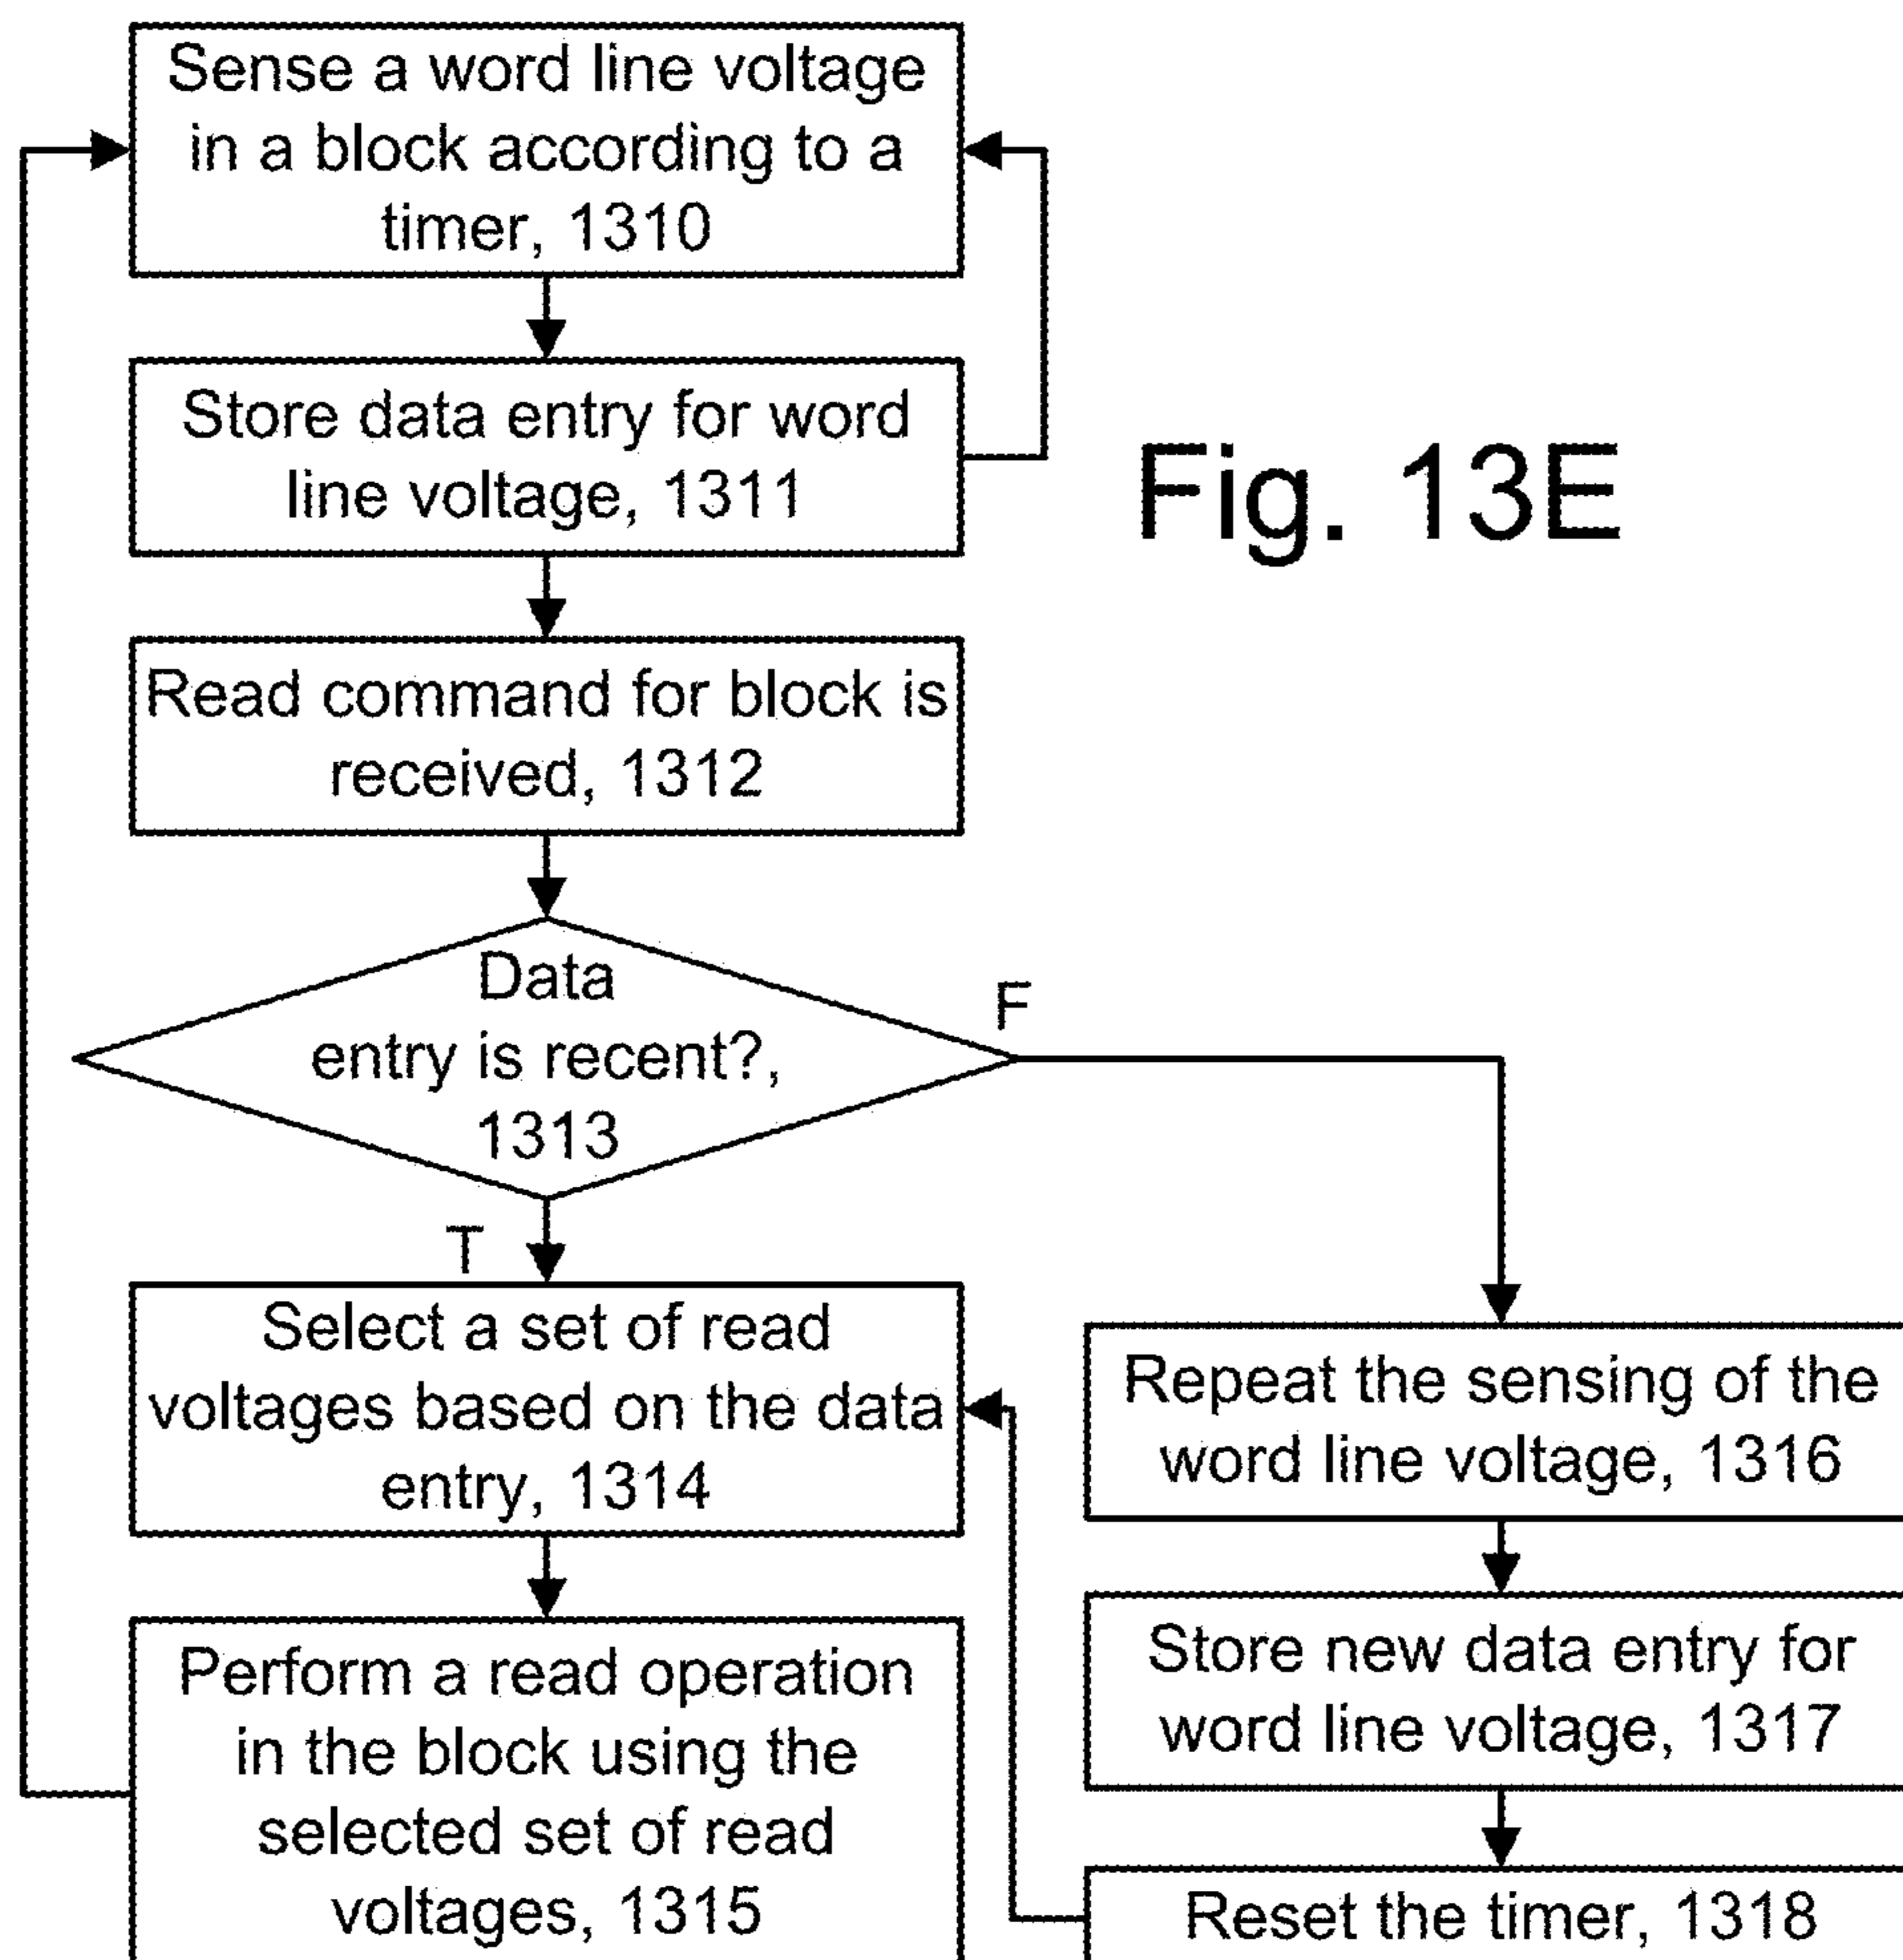 Sense a word line voltage
in a block according to a
timer, 1310
Store data entry for word
line voltage, 1311
Fig. 13E
Read command for block is
received, 1312
Data
entry is recent?,
1313
F
T
Select a set of read
voltages based on the data
entry, 1314
Repeat the sensing of the
word line voltage, 1316
Store new data entry for
word line voltage, 1317
Perform a read operation
in the block using the
selected set of read
voltages, 1315
Reset the timer, 1318